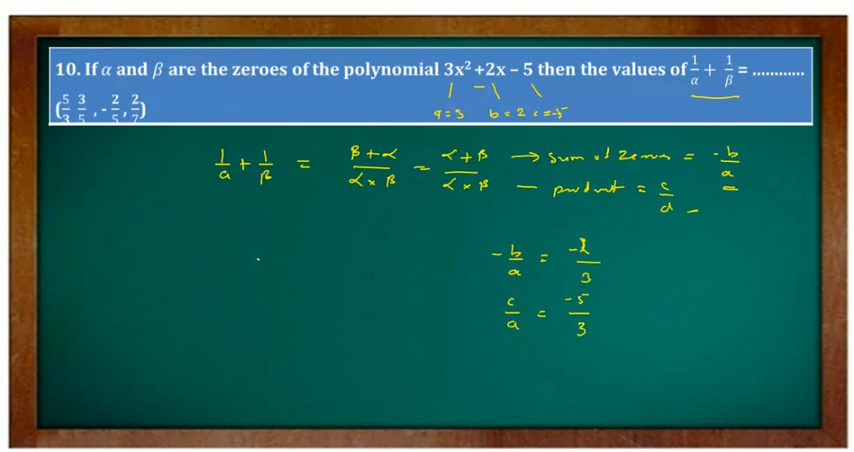 10. If α and β are the zeroes of the polynomial 3x² +2x – 5 then the values of 1/α + 1/β = ............
(5/3 3/5 , - 2/5 , 2/7)
a = 3 b = 2 c = -5
1/a + 1/β = β + α / α × β = α + β / α × β → sum of zeroes = -b/a
— product = c/a
- b/a = -2/3
c/a = -5/3